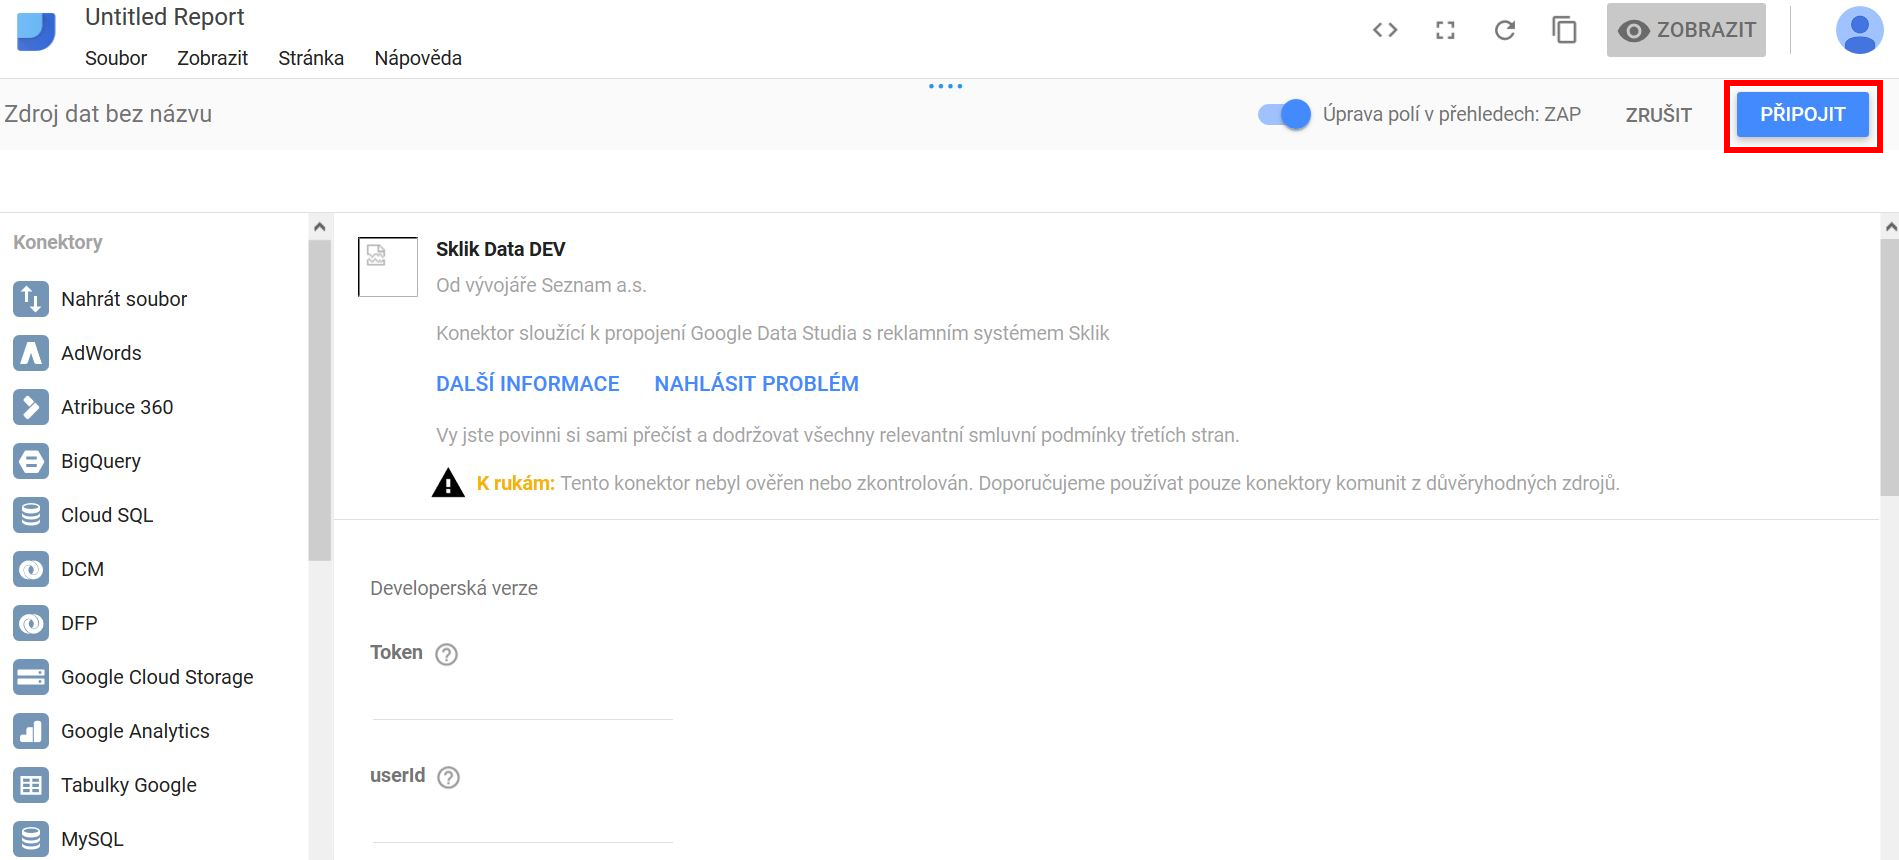 Untitled Report
Soubor Zobrazit Stránka Nápověda
ZOBRAZIT
Zdroj dat bez názvu
Úprava polí v přehledech: ZAP
ZRUŠIT
PŘIPOJIT
Konektory
Nahrát soubor
AdWords
Atribuce 360
BigQuery
Cloud SQL
DCM
DFP
Google Cloud Storage
Google Analytics
Tabulky Google
MySQL
Sklik Data DEV
Od vývojáře Seznam a.s.
Konektor sloužící k propojení Google Data Studia s reklamním systémem Sklik
DALŠÍ INFORMACE NAHLÁSIT PROBLÉM
Vy jste povinni si sami přečíst a dodržovat všechny relevantní smluvní podmínky třetích stran.
K rukám: Tento konektor nebyl ověřen nebo zkontrolován. Doporučujeme používat pouze konektory komunit z důvěryhodných zdrojů.
Developerská verze
Token
userId